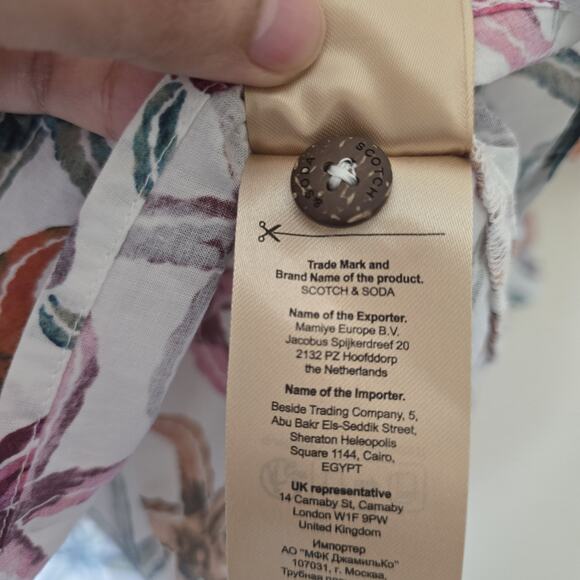 SCOTCH
&SODA
Trade Mark and
Brand Name of the product.
SCOTCH & SODA
Name of the Exporter.
Mamiye Europe B.V.
Jacobus Spijkerdreef 20
2132 PZ Hoofddorp
the Netherlands
Name of the Importer.
Beside Trading Company, 5,
Abu Bakr Els-Seddik Street,
Sheraton Heleopolis
Square 1144, Cairo,
EGYPT
UK representative
14 Carnaby St, Carnaby
London W1F 9PW
United Kingdom
Импортер
АО "МФК ДжамильКо"
107031, г. Москва,
Трубная